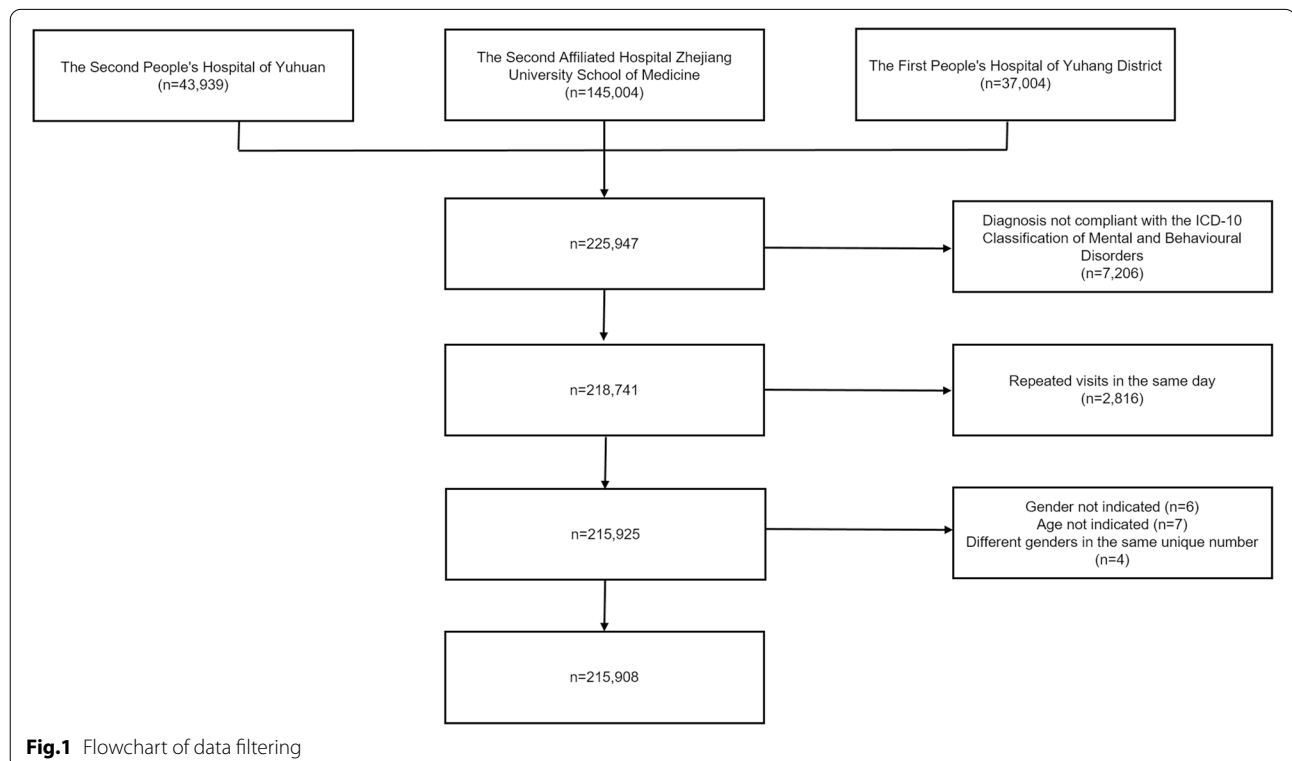 The Second People's Hospital of Yuhuan
(n=43,939)
The Second Affiliated Hospital Zhejiang
University School of Medicine
(n=145,004)
The First People's Hospital of Yuhang District
(n=37,004)
n=225,947
Diagnosis not compliant with the ICD-10
Classification of Mental and Behavioural
Disorders
(n=7,206)
n=218,741
Repeated visits in the same day
(n=2,816)
n=215,925
Gender not indicated (n=6)
Age not indicated (n=7)
Different genders in the same unique number
(n=4)
n=215,908
Fig.1 Flowchart of data filtering